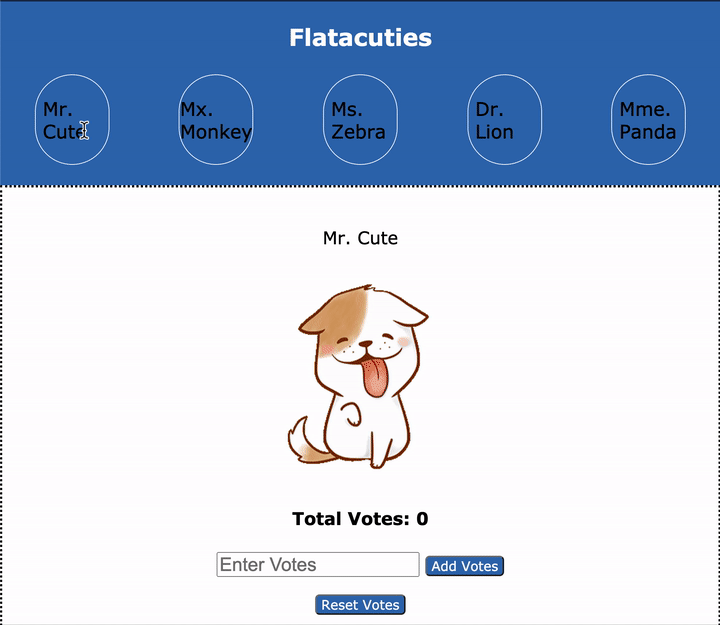 Flatacuties
Mr.
Cute
Mx.
Monkey
Ms.
Zebra
Dr.
Lion
Mme.
Panda
Mr. Cute
Total Votes: 0
Enter Votes
Add Votes
Reset Votes